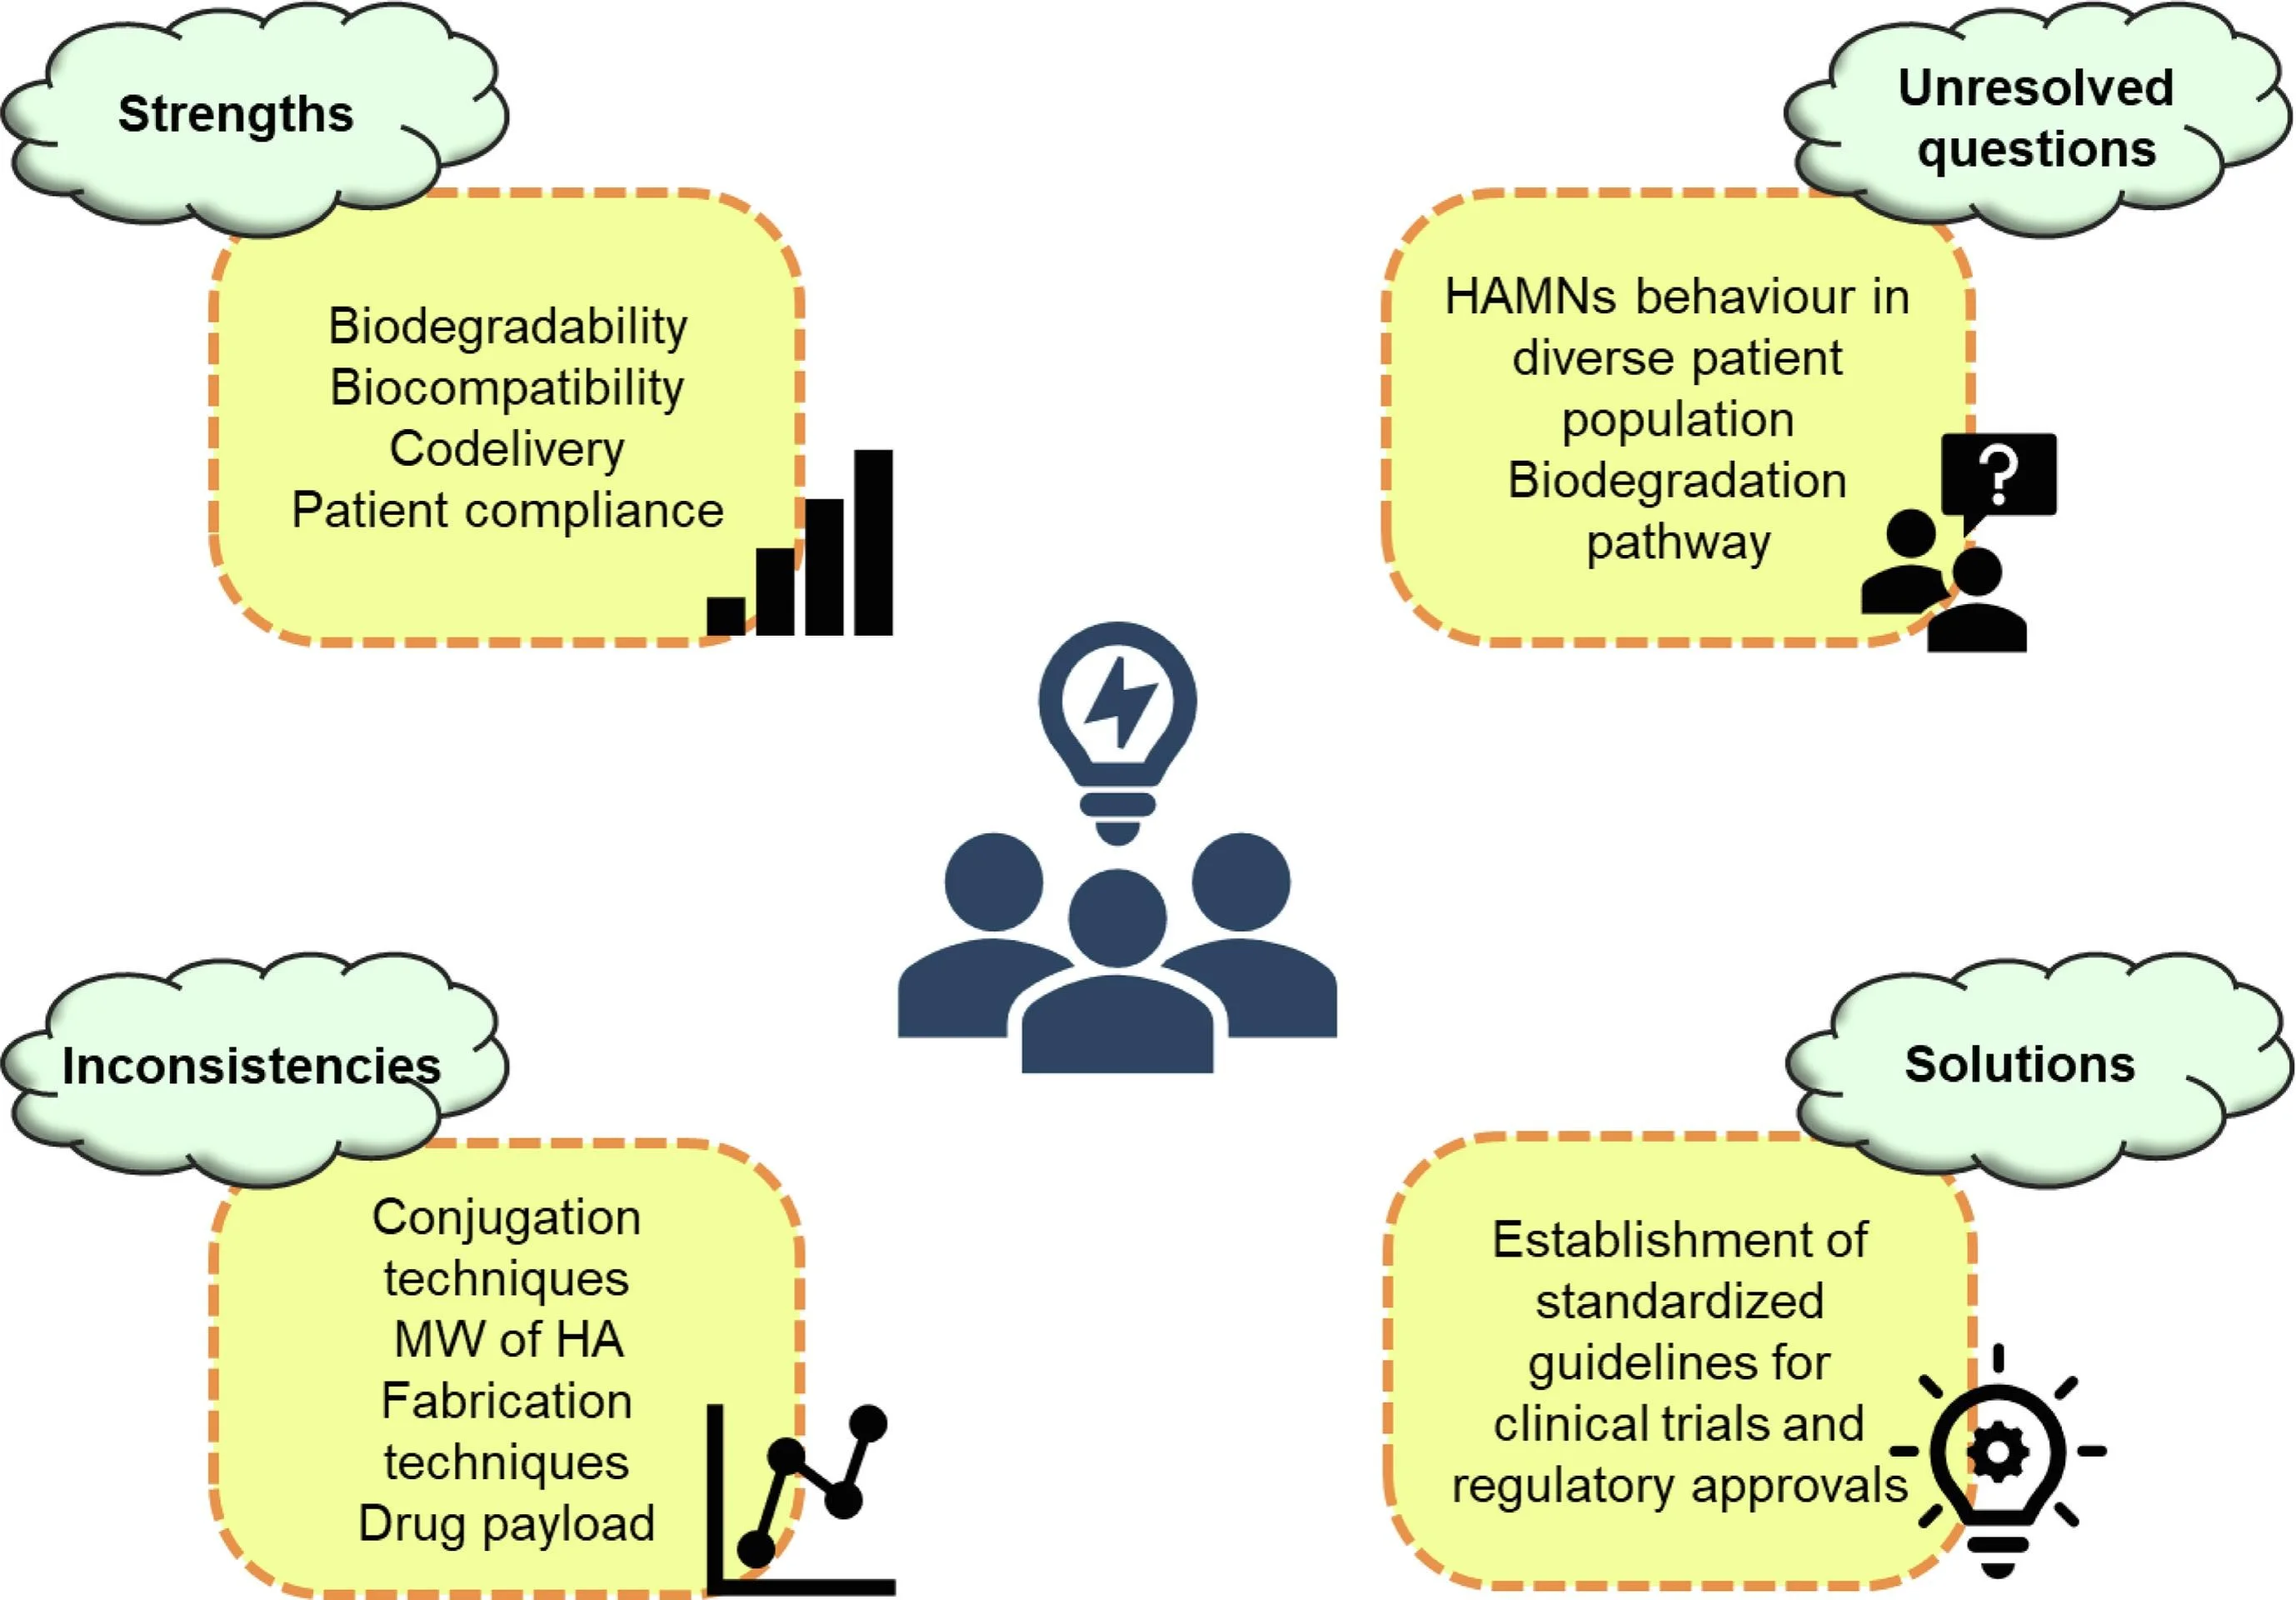 Strengths
Biodegradability
Biocompatibility
Codelivery
Patient compliance
Unresolved
questions
HAMNs behaviour in
diverse patient
population
Biodegradation
pathway
?
Inconsistencies
Conjugation
techniques
MW of HA
Fabrication
techniques
Drug payload
Solutions
Establishment of
standardized
guidelines for
clinical trials and
regulatory approvals